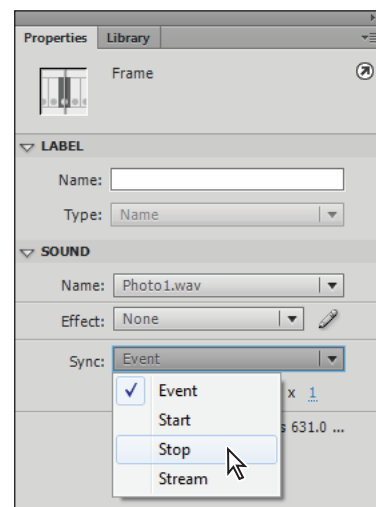 Properties Library
Frame
LABEL
Name:
Type: Name
SOUND
Name: Photo1.wav
Effect: None
Sync: Event
Event
x 1
Start
s 631.0 ...
Stop
Stream